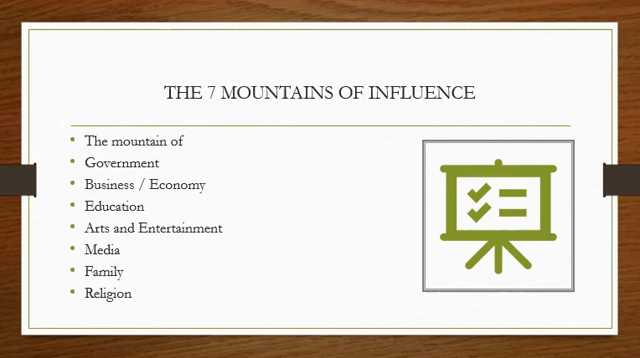 THE 7 MOUNTAINS OF INFLUENCE
The mountain of
Government
Business / Economy
Education
Arts and Entertainment
Media
Family
Religion